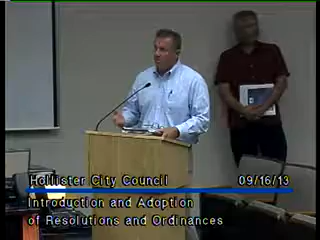 Hollister City Council 09/16/13
Introduction and Adoption
of Resolutions and Ordinances